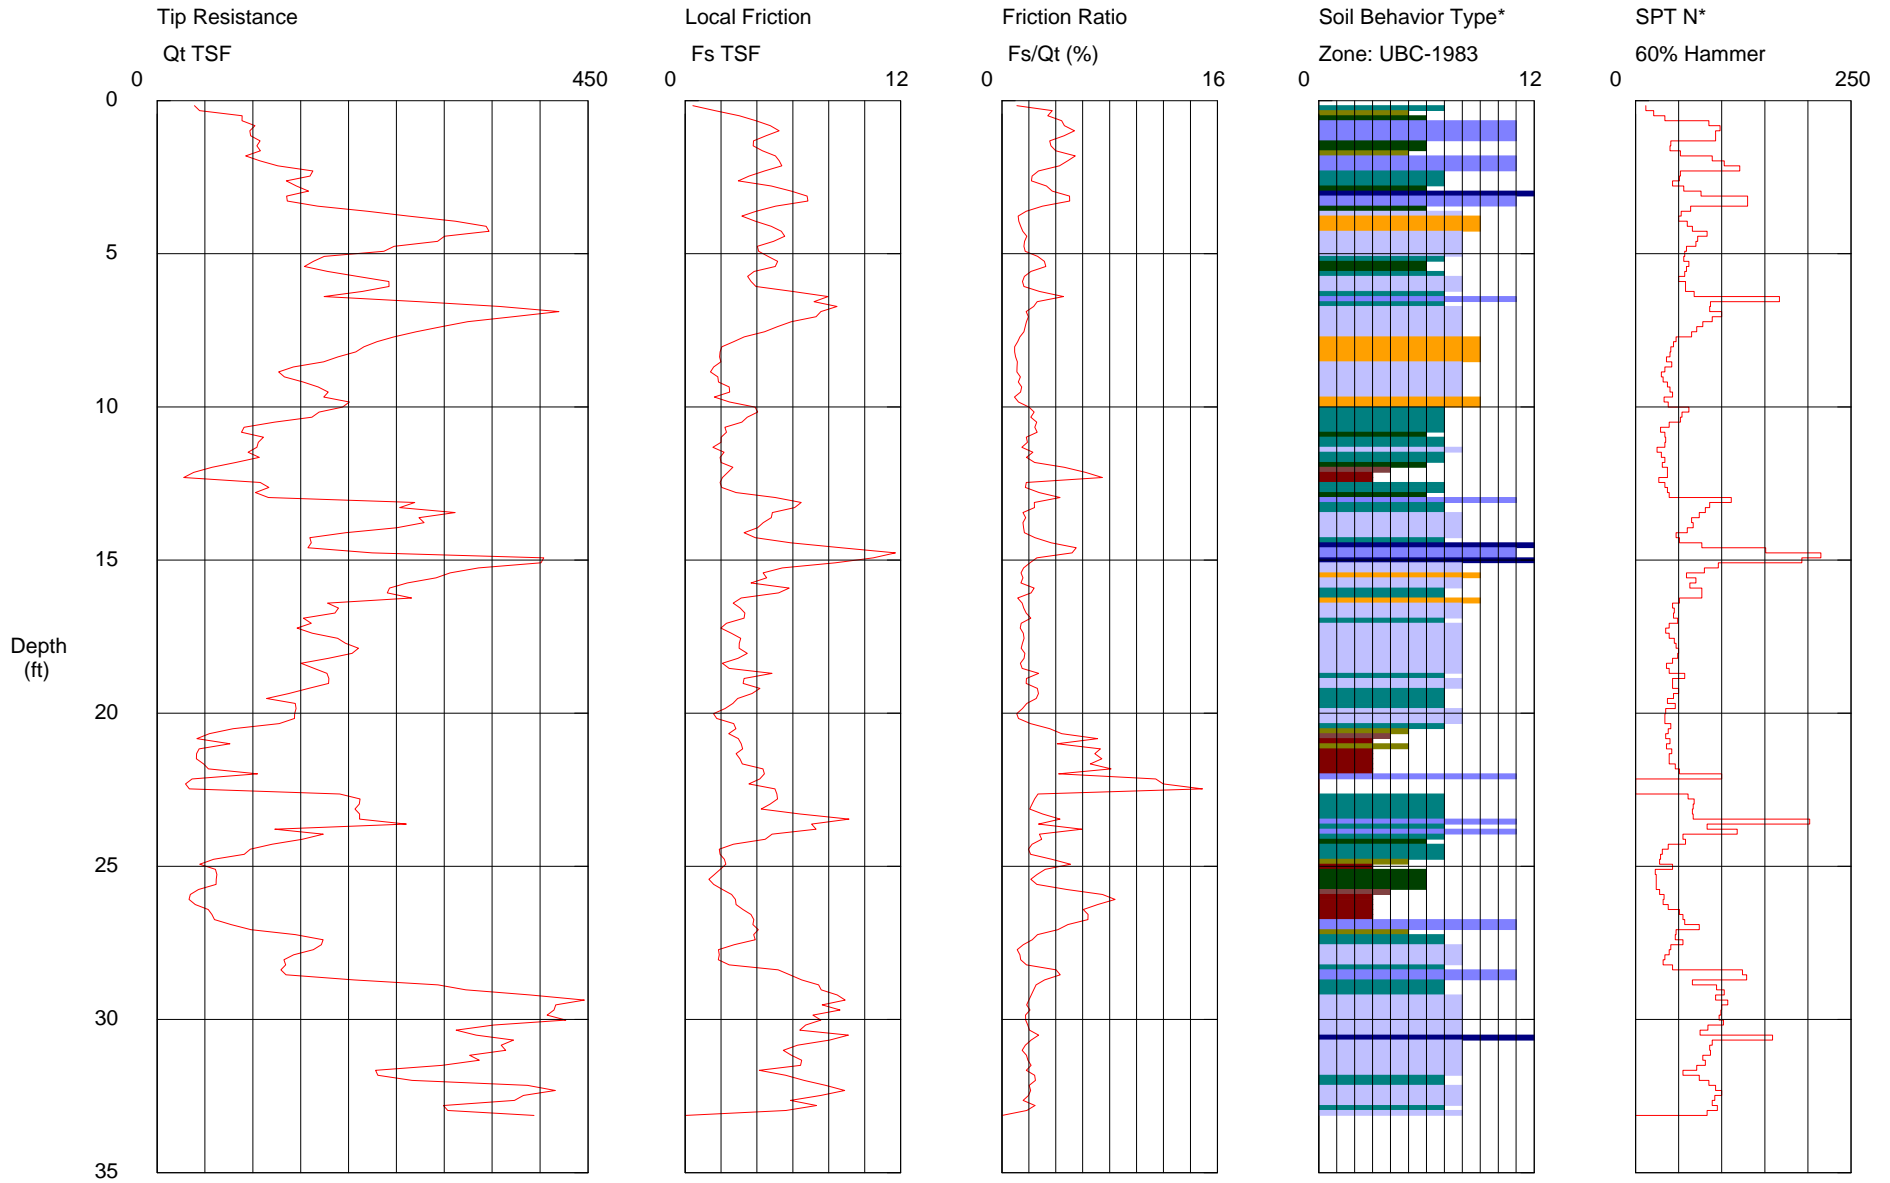 Tip Resistance
Qt TSF
0 450
Local Friction
Fs TSF
0 12
Friction Ratio
Fs/Qt (%)
0 16
Soil Behavior Type*
Zone: UBC-1983
0 12
SPT N*
60% Hammer
0 250
0
5
10
15
Depth
(ft)
20
25
30
35